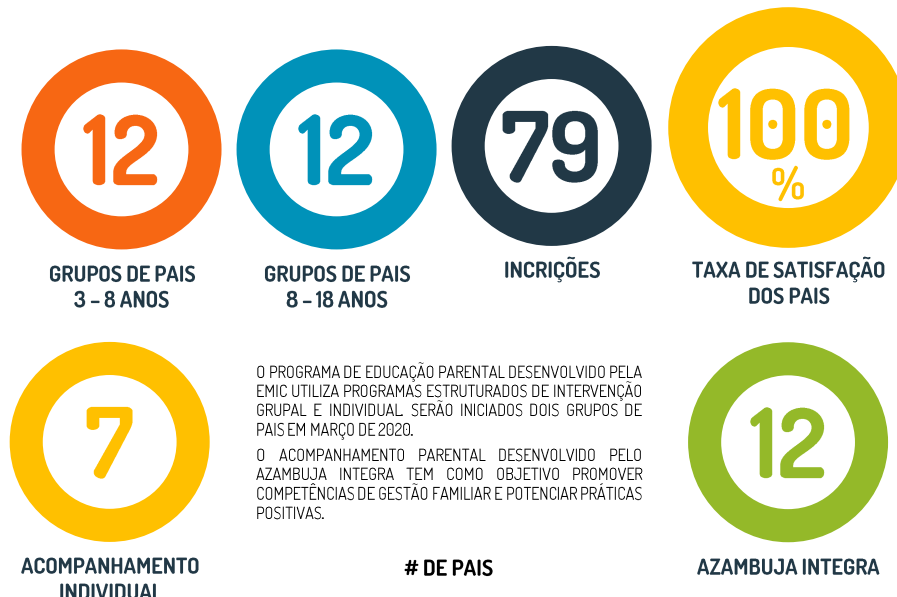 12
GRUPOS DE PAIS
3 – 8 ANOS
12
GRUPOS DE PAIS
8 – 18 ANOS
79
INCRIÇÕES
100
%
TAXA DE SATISFAÇÃO
DOS PAIS
7
ACOMPANHAMENTO
INDIVIDUAL
O PROGRAMA DE EDUCAÇÃO PARENTAL DESENVOLVIDO PELA
EMIC UTILIZA PROGRAMAS ESTRUTURADOS DE INTERVENÇÃO
GRUPAL E INDIVIDUAL. SERÃO INICIADOS DOIS GRUPOS DE
PAIS EM MARÇO DE 2020.
O ACOMPANHAMENTO PARENTAL DESENVOLVIDO PELO
AZAMBUJA INTEGRA TEM COMO OBJETIVO PROMOVER
COMPETÊNCIAS DE GESTÃO FAMILIAR E POTENCIAR PRÁTICAS
POSITIVAS.
# DE PAIS
12
AZAMBUJA INTEGRA